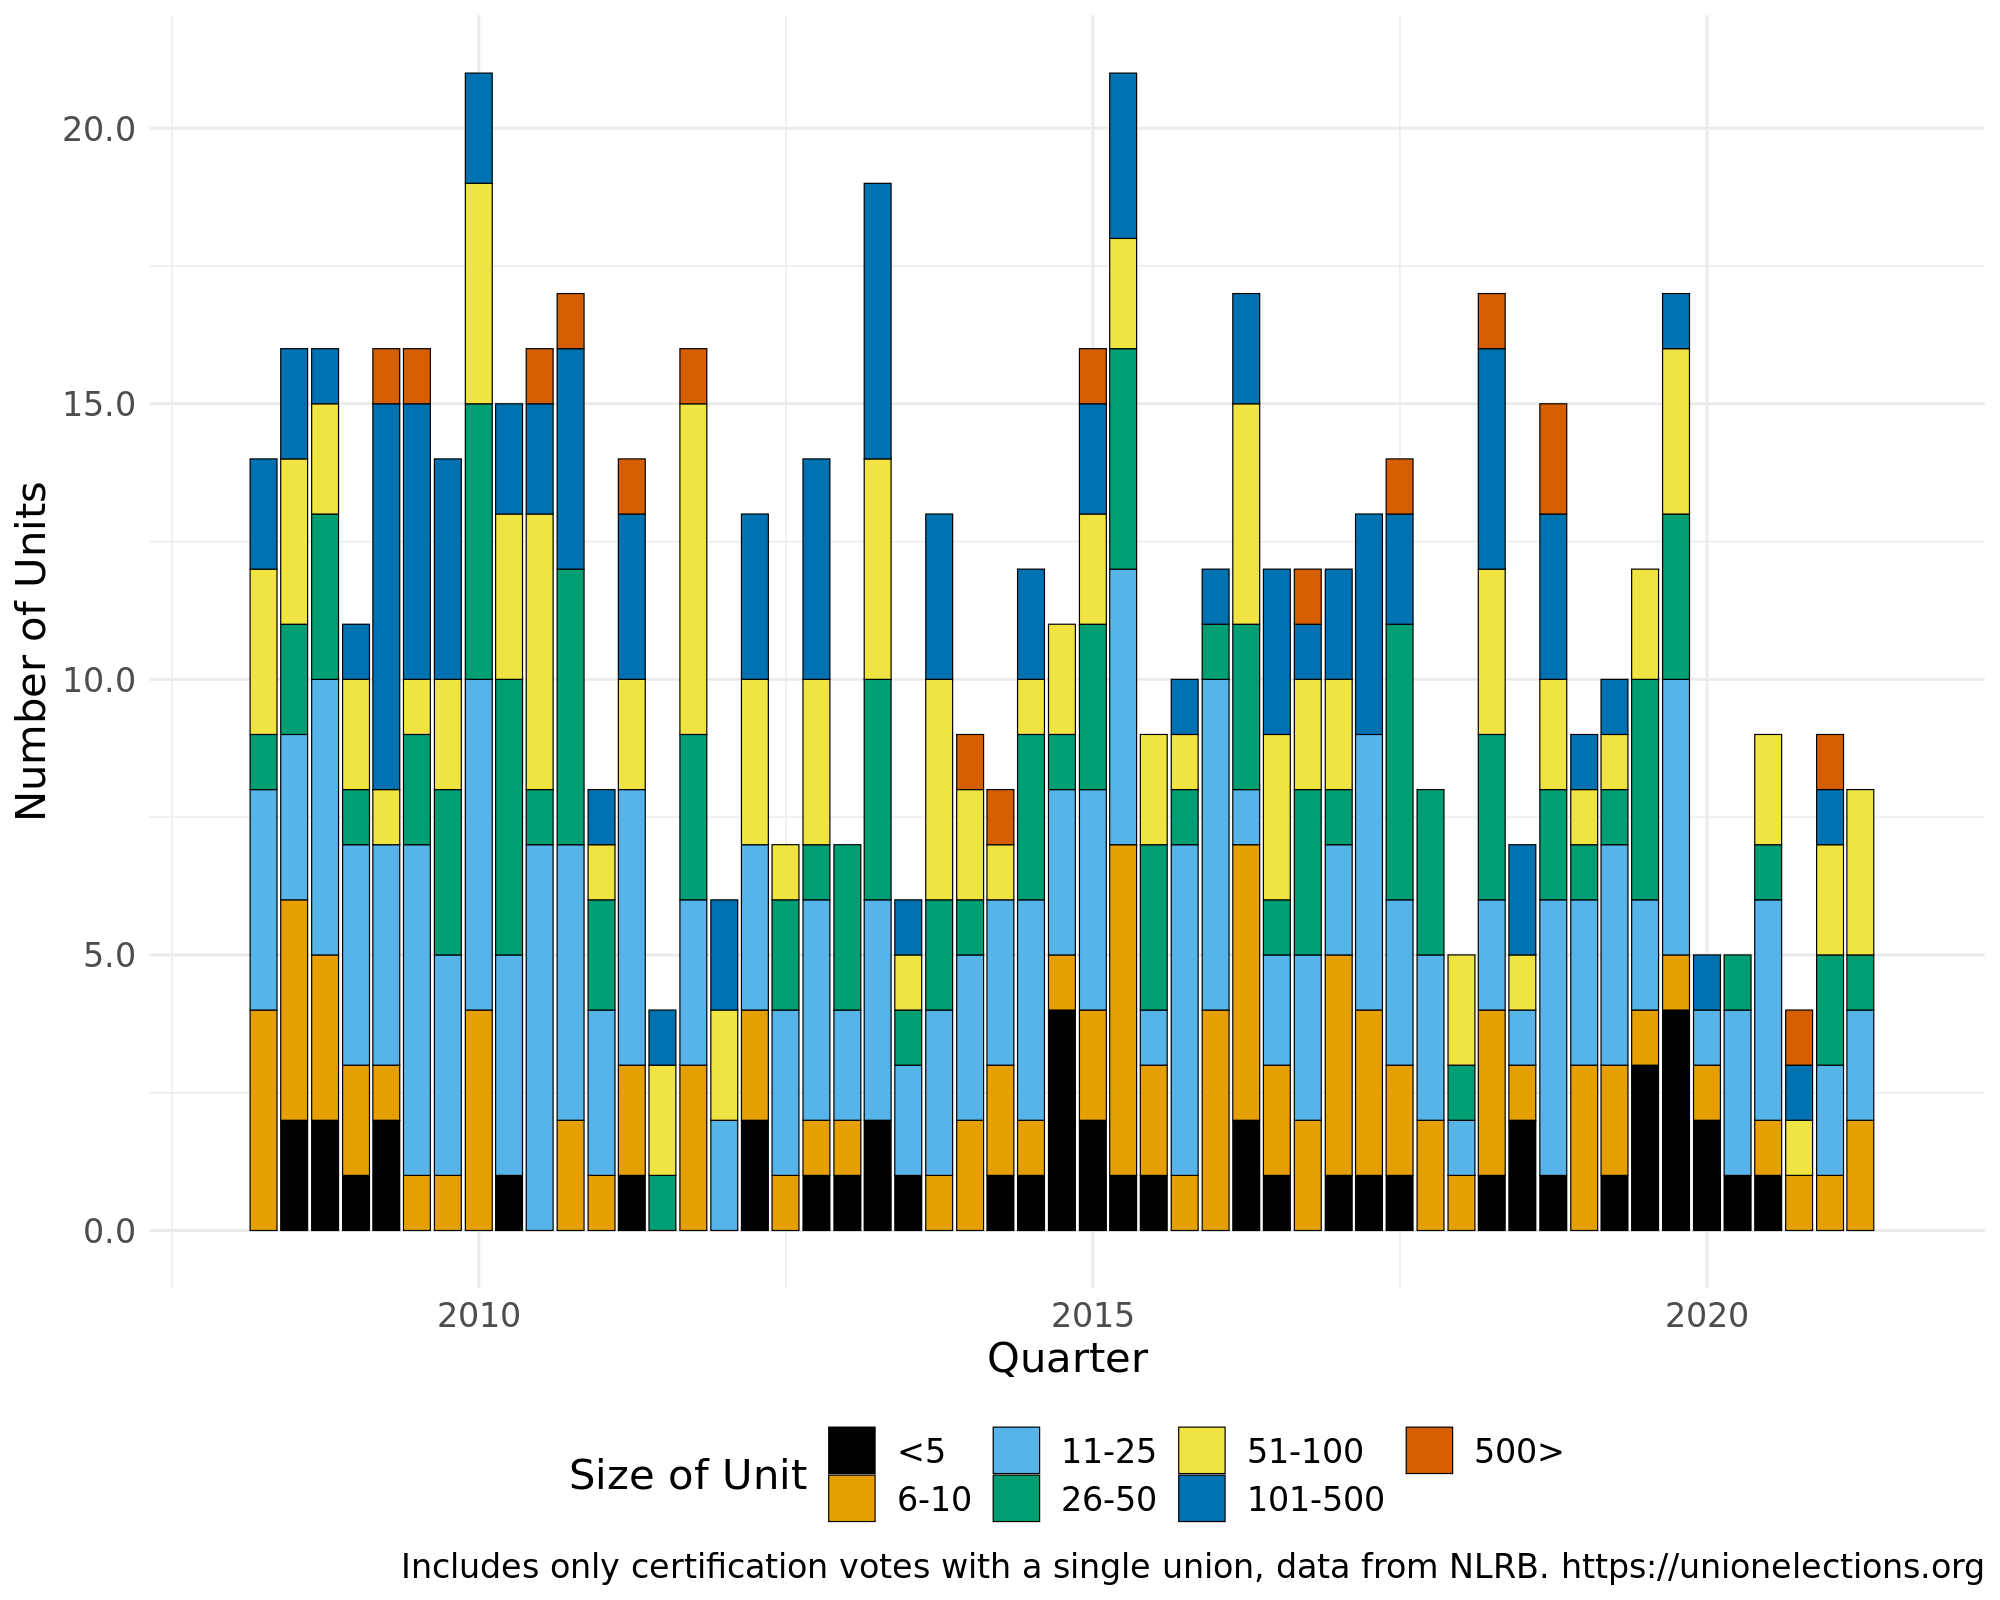 20.0
15.0
10.0
5.0
0.0
Number of Units
2010 2015 2020
Quarter
Size of Unit
<5 11-25 51-100 500>
6-10 26-50 101-500
Includes only certification votes with a single union, data from NLRB. https://unionelections.org